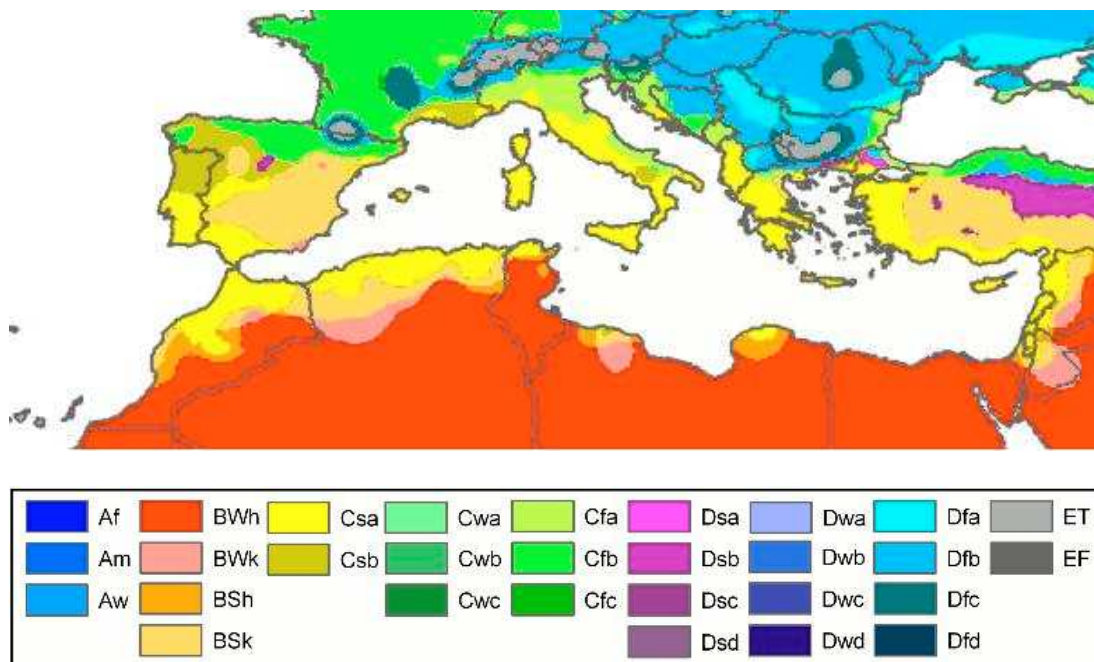 Af BWh Csa Cwa Cfa Dsa Dwa Dfa ET
Am BWk Csb Cwb Cfb Dsb Dwb Dfb EF
Aw BSh Cwc Cfc Dsc Dwc Dfc
BSk Dsd Dwd Dfd